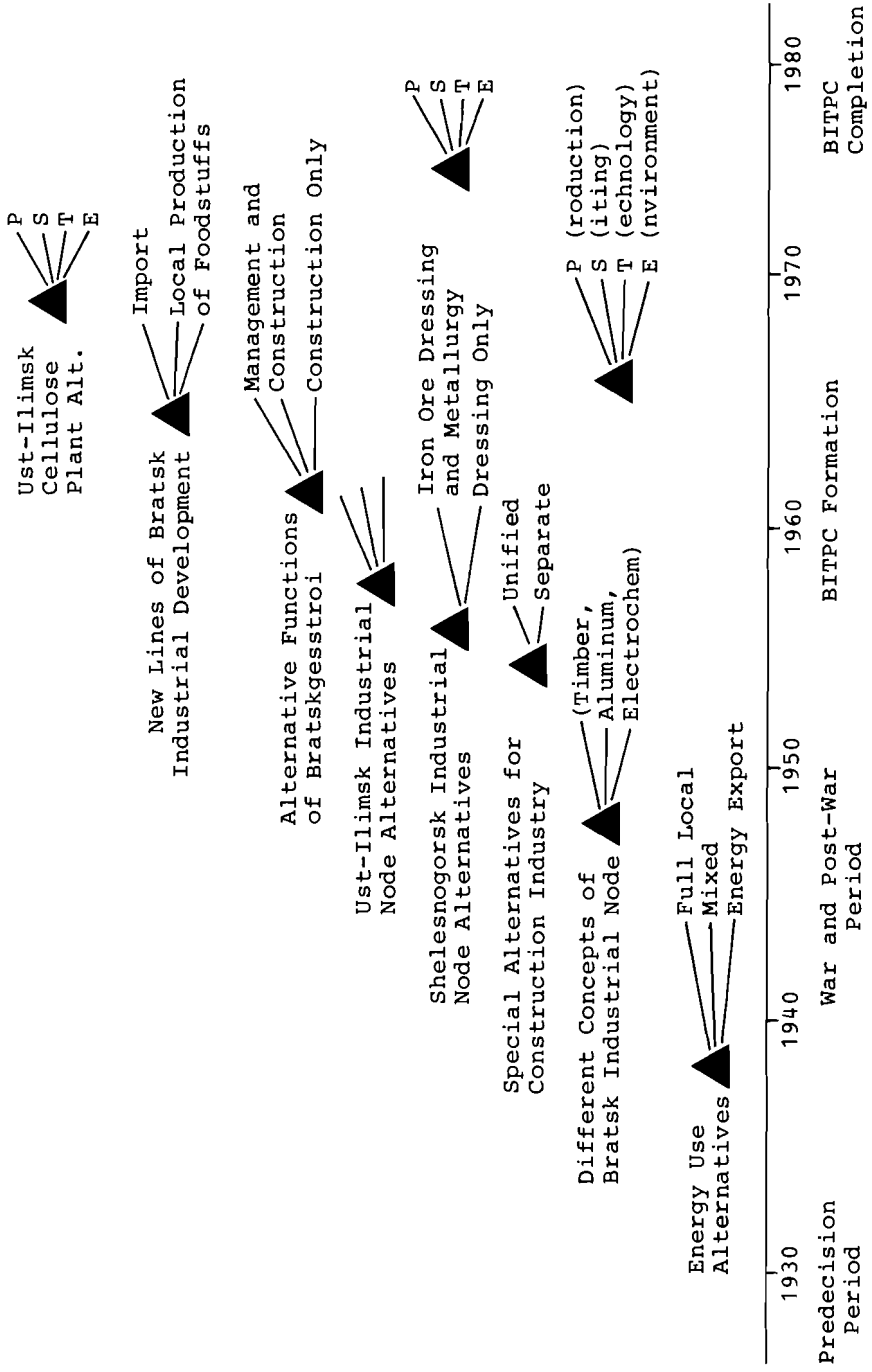 Ust-Ilimsk
Cellulose
Plant Alt.
P
S
T
E
New Lines of Bratsk
Industrial Development
Import
Local Production
of Foodstuffs
Alternative Functions
of Bratskgesstroi
Management and
Construction
Construction Only
Ust-Ilimsk Industrial
Node Alternatives
Shelesnogorsk Industrial
Node Alternatives
Iron Ore Dressing
and Metallurgy
Dressing Only
P
S
T
E
Special Alternatives for
Construction Industry
Unified
Separate
Different Concepts of
Bratsk Industrial Node
(Timber,
Aluminum,
Electrochem)
P (roduction)
S (iting)
T (echnology)
E (nvironment)
Energy Use
Alternatives
Full Local
Mixed
Energy Export
1930
1940
1950
1960
1970
1980
Predecision
Period
War and Post-War
Period
BITPC Formation
BITPC
Completion